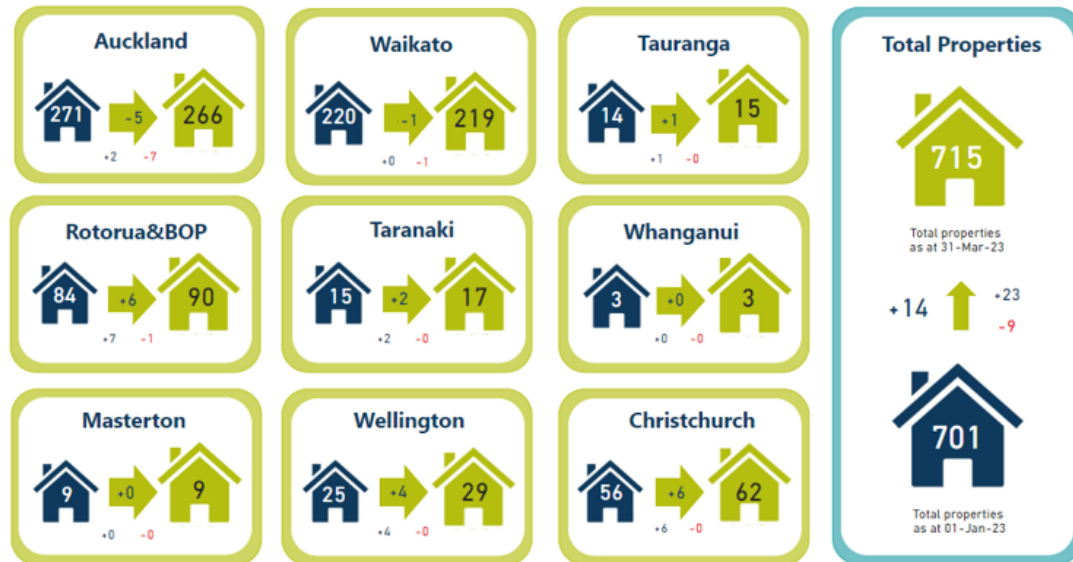 Auckland
271
-5
266
+2 -7
Waikato
220
-1
219
+0 -1
Tauranga
14
+1
15
+1 -0
Rotorua&BOP
84
+6
90
+7 -1
Taranaki
15
+2
17
+2 -0
Whanganui
3
+0
3
+0 -0
Masterton
9
+0
9
+0 -0
Wellington
25
+4
29
+4 -0
Christchurch
56
+6
62
+6 -0
Total Properties
715
Total properties
as at 31-Mar-23
+14
+23
-9
701
Total properties
as at 01-Jan-23